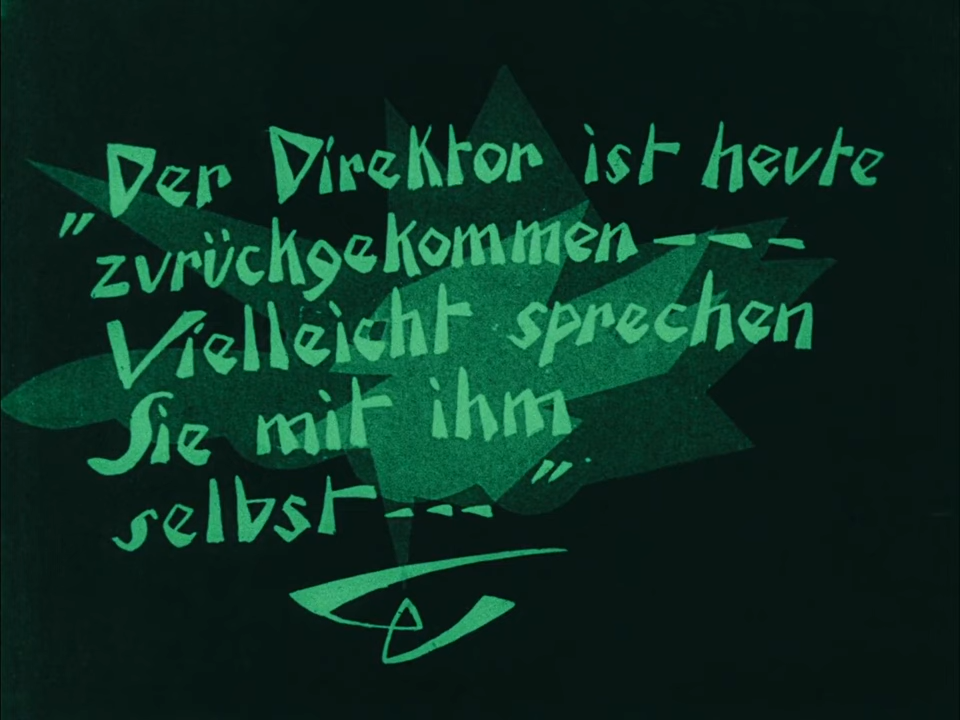 "Der Direktor ist heute
zurückgekommen – – –
Vielleicht sprechen
Sie mit ihm
selbst – – –"